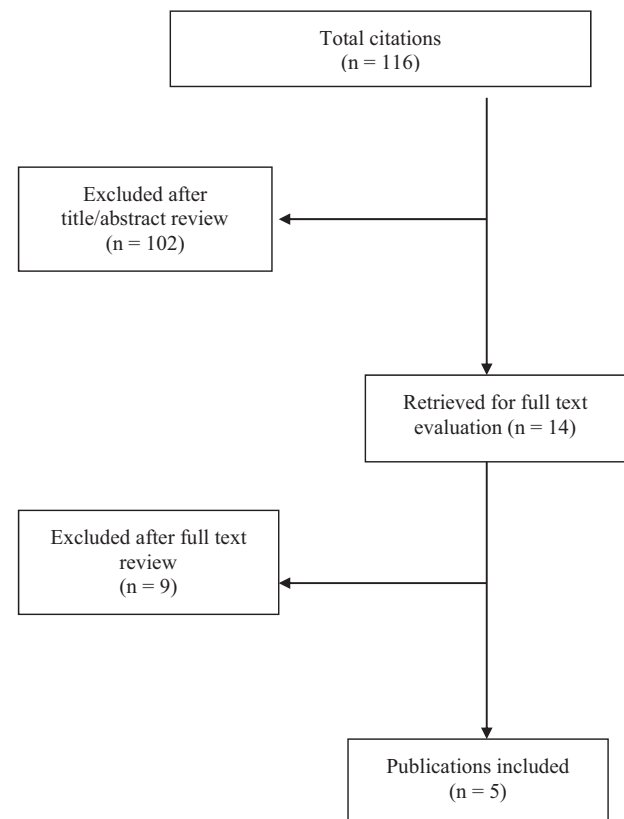 Total citations
(n = 116)
Excluded after
title/abstract review
(n = 102)
Retrieved for full text
evaluation (n = 14)
Excluded after full text
review
(n = 9)
Publications included
(n = 5)